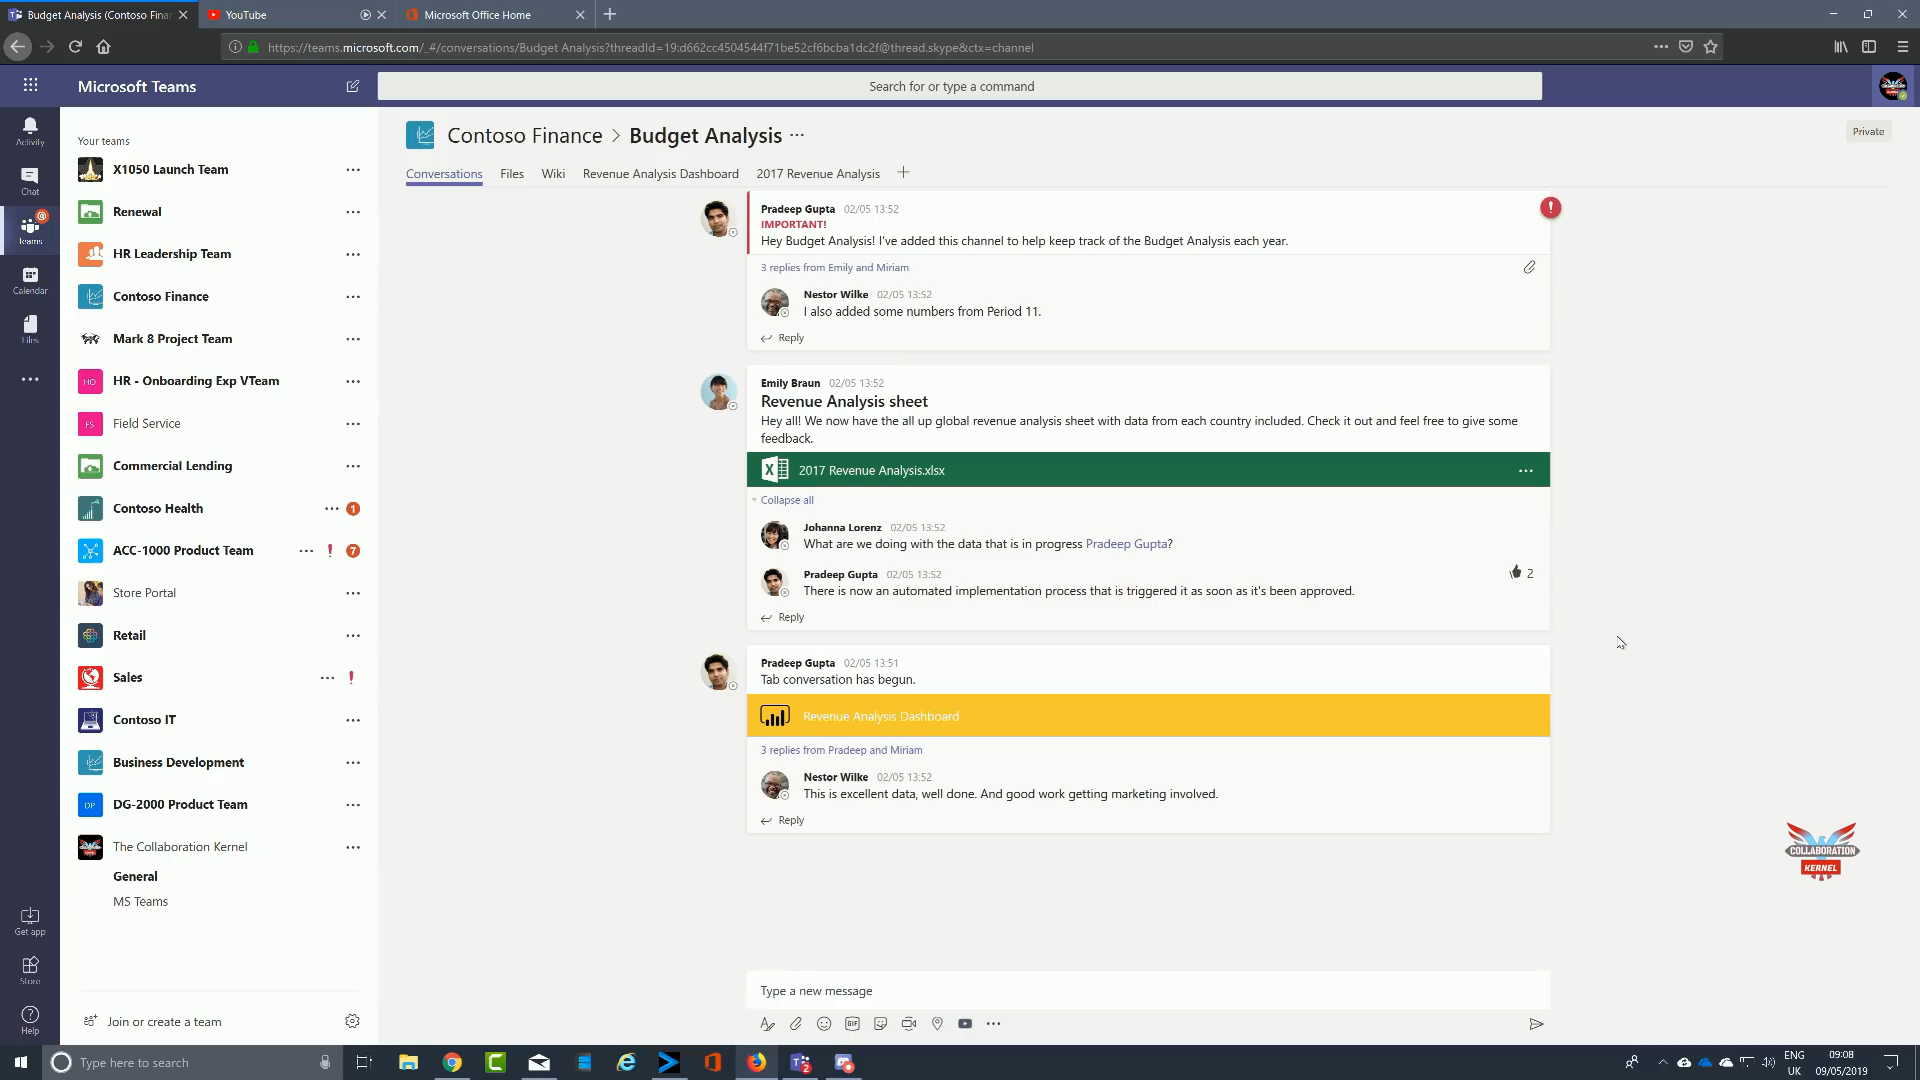 Budget Analysis (Contoso Finan
YouTube
Microsoft Office Home
https://teams.microsoft.com/_#/conversations/Budget Analysis?threadId=19:d662cc4504544f71be52cf6bcba1dc2f@thread.skype&ctx=channel
Microsoft Teams
Search for or type a command
Activity
Chat
Teams
Calendar
Files
Get app
Store
Help
Your teams
X1050 Launch Team
Renewal
HR Leadership Team
Contoso Finance
Mark 8 Project Team
HO HR - Onboarding Exp VTeam
FS Field Service
Commercial Lending
Contoso Health 1
ACC-1000 Product Team ! 7
Store Portal
Retail
Sales !
Contoso IT
Business Development
DP DG-2000 Product Team
The Collaboration Kernel
General
MS Teams
Join or create a team
Contoso Finance > Budget Analysis
Private
Conversations Files Wiki Revenue Analysis Dashboard 2017 Revenue Analysis
Pradeep Gupta 02/05 13:52
IMPORTANT!
Hey Budget Analysis! I've added this channel to help keep track of the Budget Analysis each year.
3 replies from Emily and Miriam
Nestor Wilke 02/05 13:52
I also added some numbers from Period 11.
Reply
Emily Braun 02/05 13:52
Revenue Analysis sheet
Hey all! We now have the all up global revenue analysis sheet with data from each country included. Check it out and feel free to give some
feedback.
2017 Revenue Analysis.xlsx
Collapse all
Johanna Lorenz 02/05 13:52
What are we doing with the data that is in progress Pradeep Gupta?
Pradeep Gupta 02/05 13:52
2
There is now an automated implementation process that is triggered it as soon as it's been approved.
Reply
Pradeep Gupta 02/05 13:51
Tab conversation has begun.
Revenue Analysis Dashboard
3 replies from Pradeep and Miriam
Nestor Wilke 02/05 13:52
This is excellent data, well done. And good work getting marketing involved.
Reply
COLLABORATION
KERNEL
Type a new message
GIF
Type here to search
ENG
UK
09:08
09/05/2019